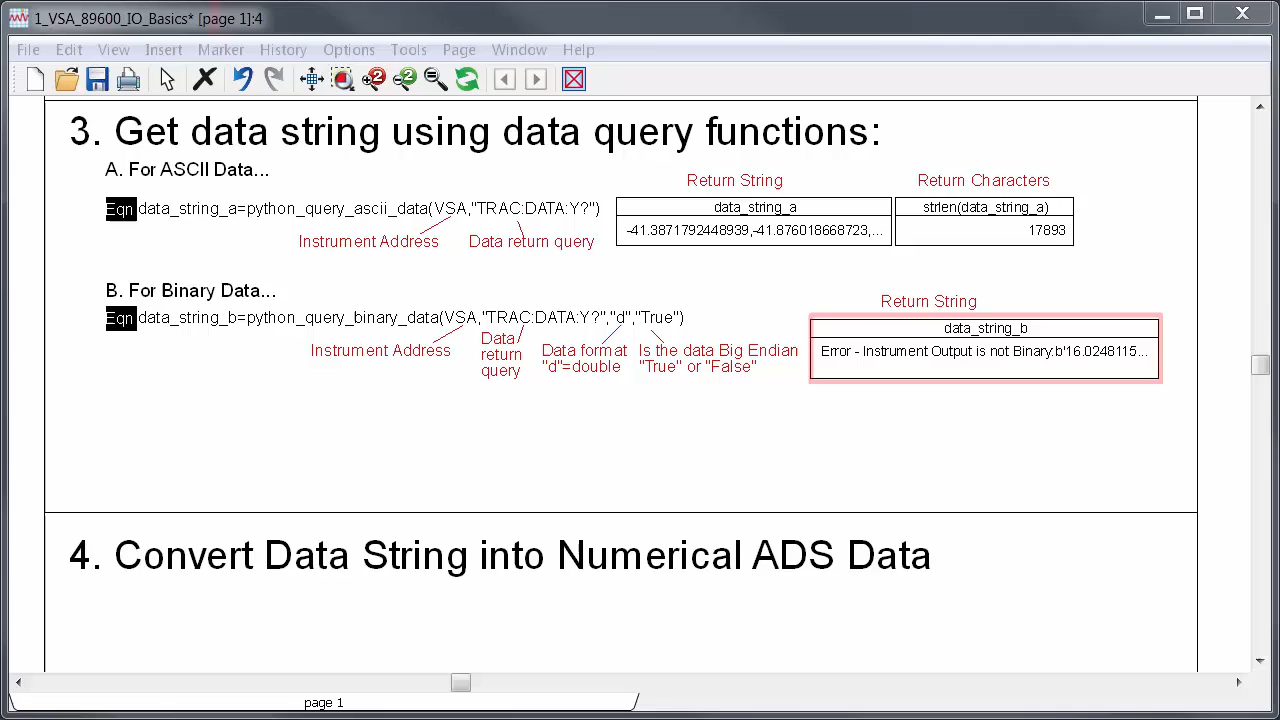 1_VSA_89600_IO_Basics* [page 1]:4
File Edit View Insert Marker History Options Tools Page Window Help
3. Get data string using data query functions:
A. For ASCII Data...
Return String Return Characters
Eqn data_string_a=python_query_ascii_data(VSA,"TRAC:DATA:Y?")
data_string_a strlen(data_string_a)
-41.3871792448939,-41.876018668723,... 17893
Instrument Address Data return query
B. For Binary Data...
Return String
Eqn data_string_b=python_query_binary_data(VSA,"TRAC:DATA:Y?","d","True")
data_string_b
Error - Instrument Output is not Binary:b'16.0248115...
Instrument Address
Data
return
query
Data format
"d"=double
Is the data Big Endian
"True" or "False"
4. Convert Data String into Numerical ADS Data
page 1